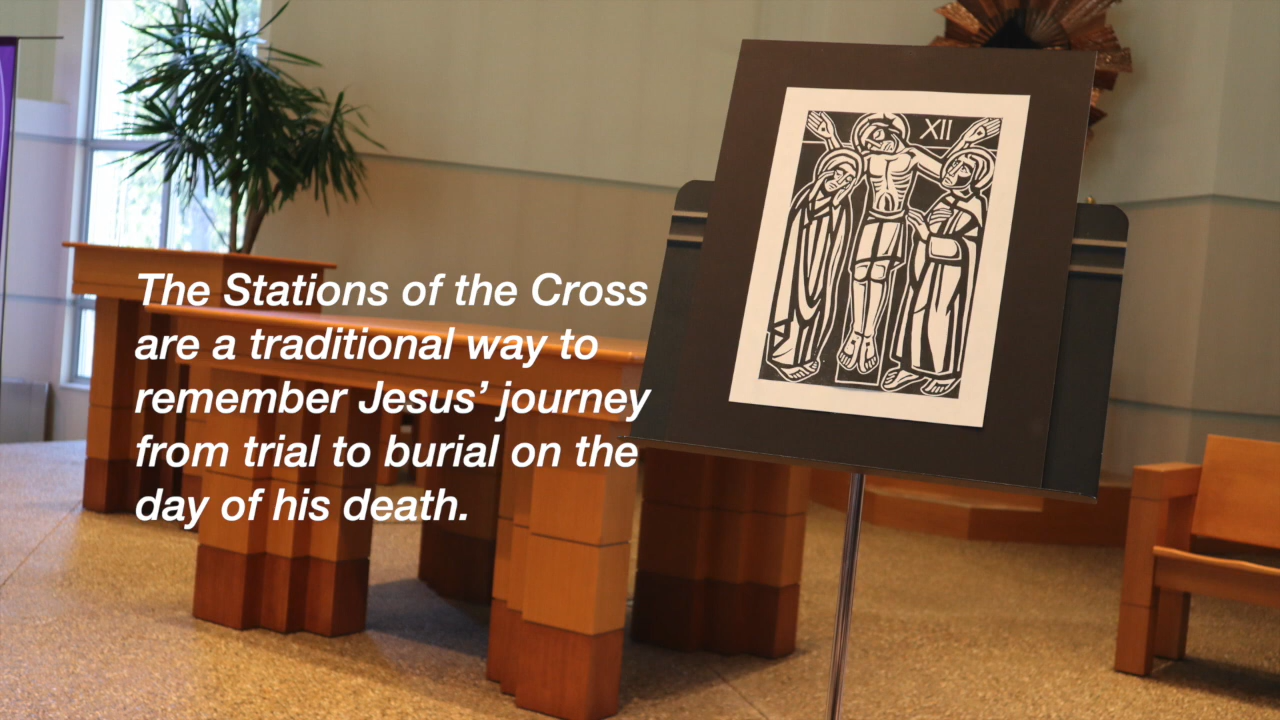 XII
The Stations of the Cross
are a traditional way to
remember Jesus’ journey
from trial to burial on the
day of his death.